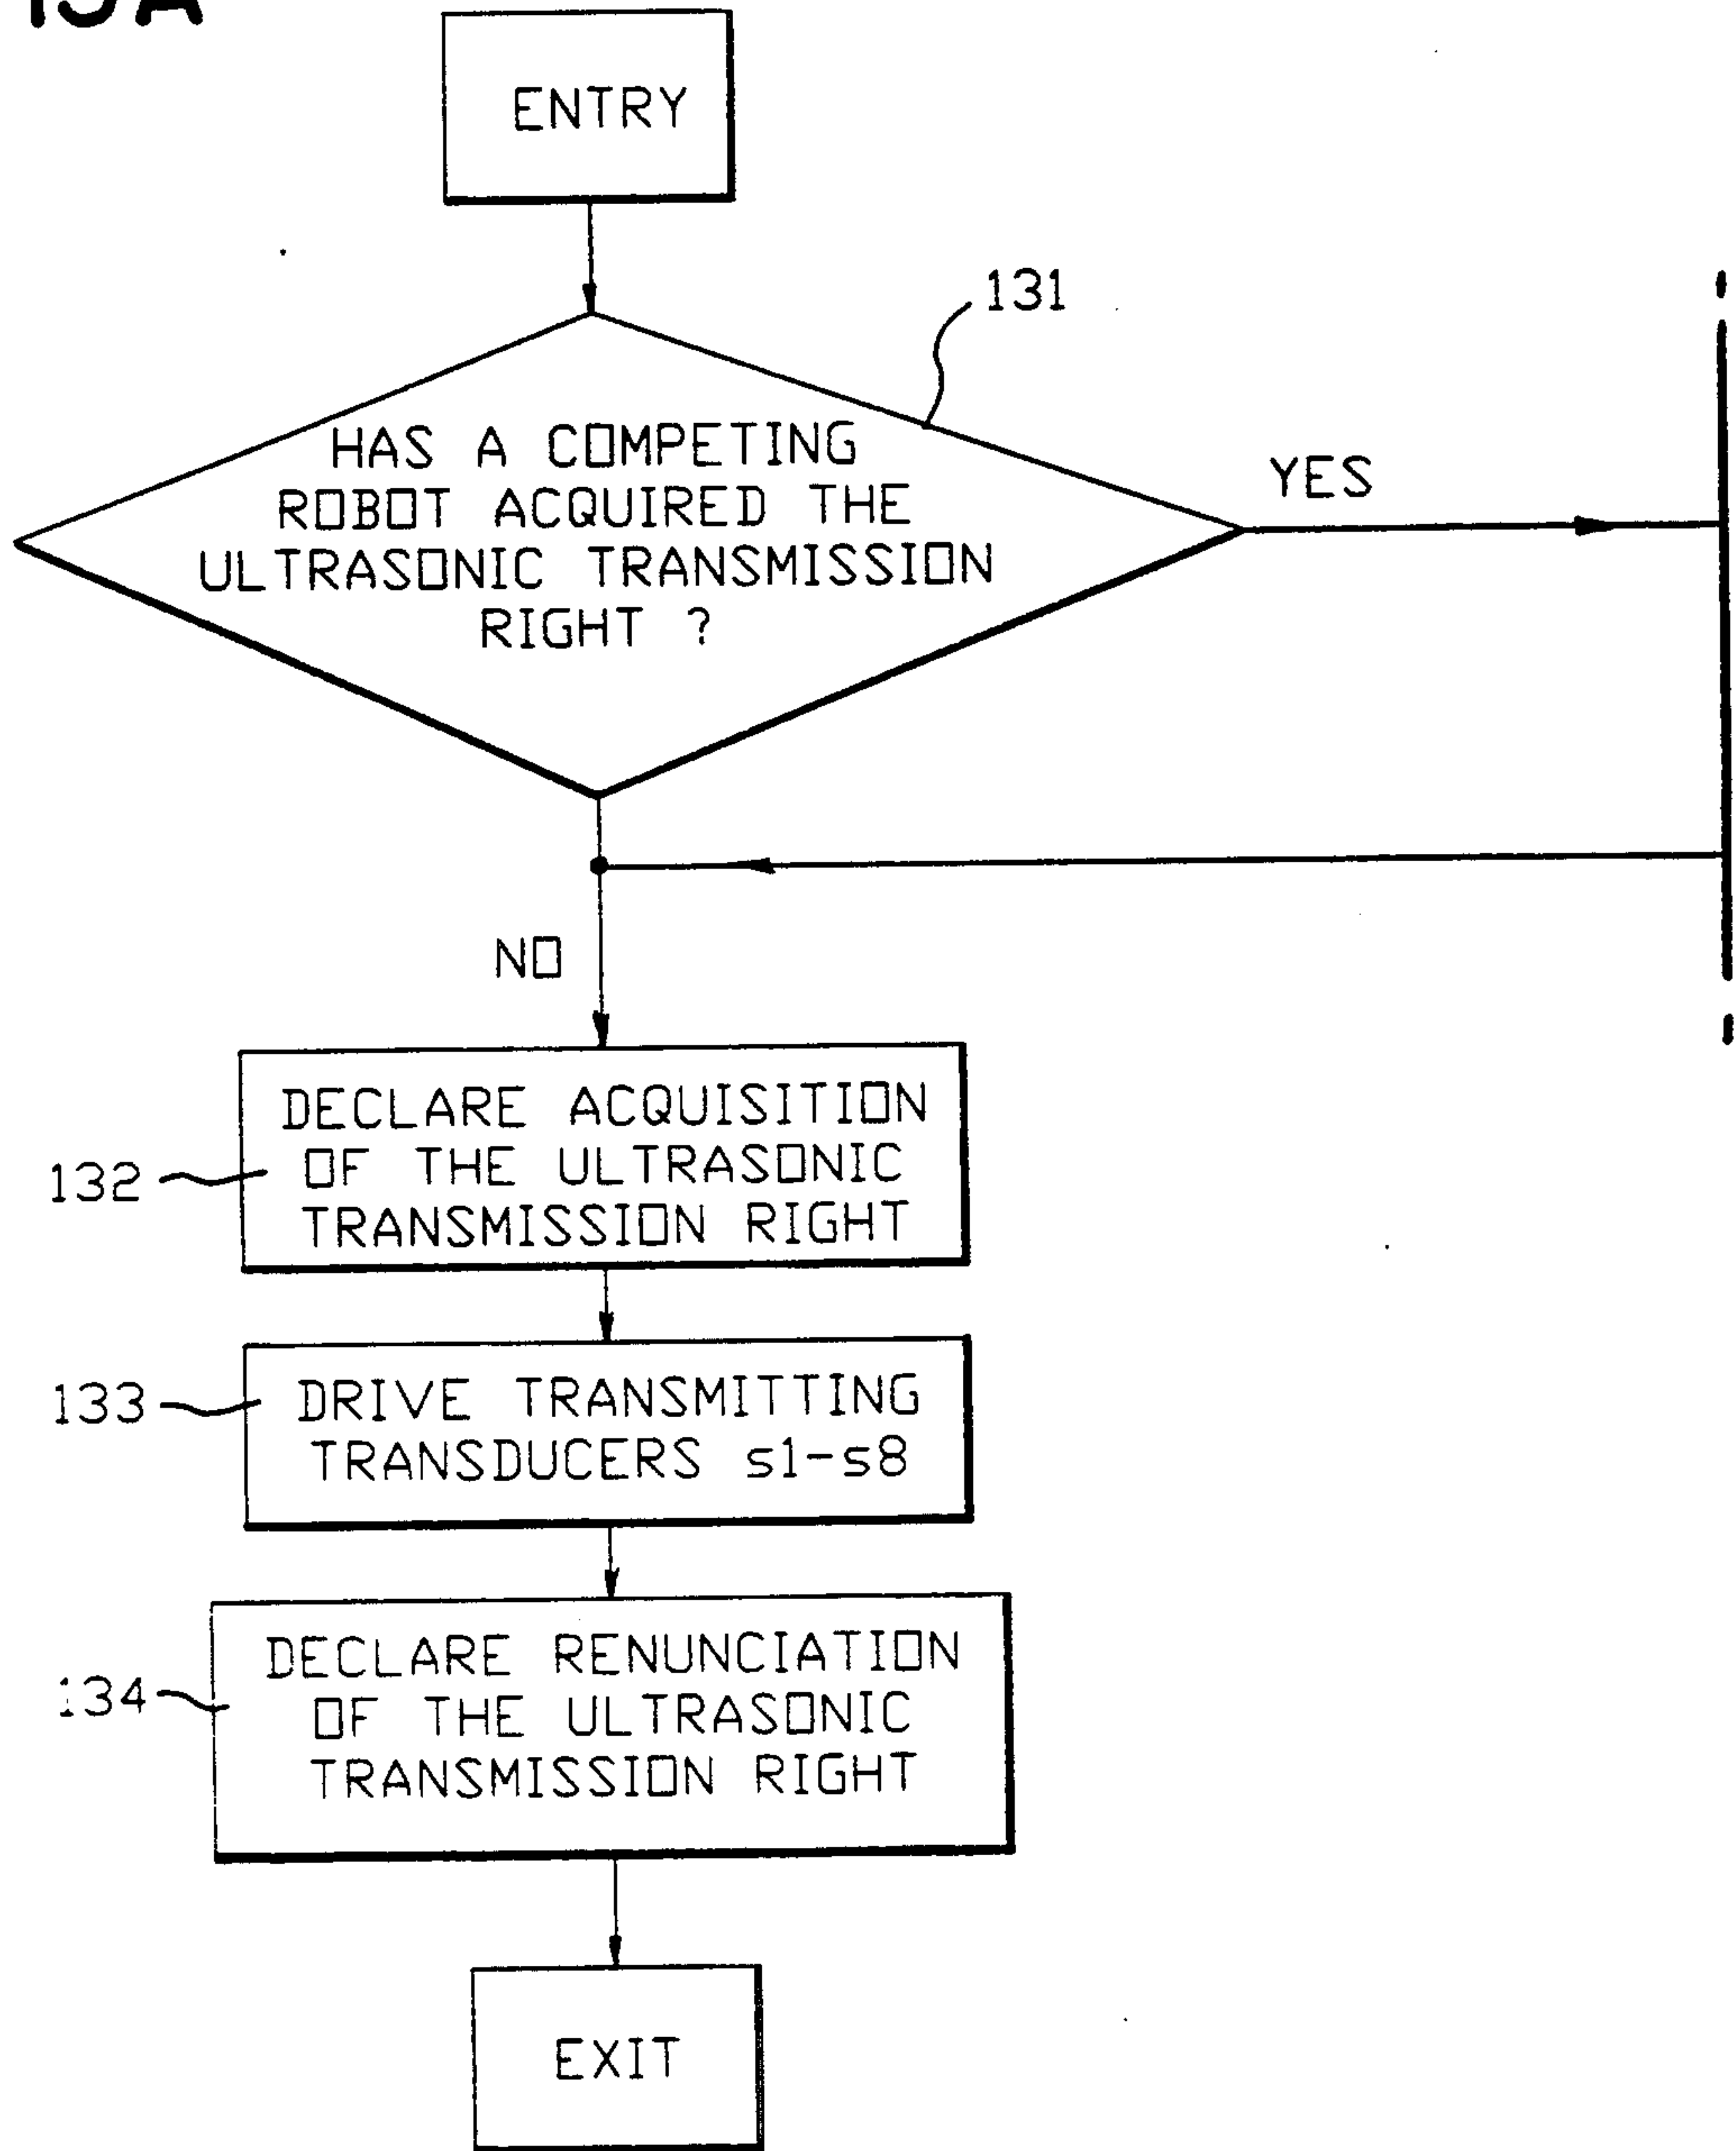 ENTRY
131
HAS A COMPETING
ROBOT ACQUIRED THE
ULTRASONIC TRANSMISSION
RIGHT ?
YES
NO
DECLARE ACQUISITION
OF THE ULTRASONIC
TRANSMISSION RIGHT
132
DRIVE TRANSMITTING
TRANSDUCERS s1-s8
133
DECLARE RENUNCIATION
OF THE ULTRASONIC
TRANSMISSION RIGHT
134
EXIT